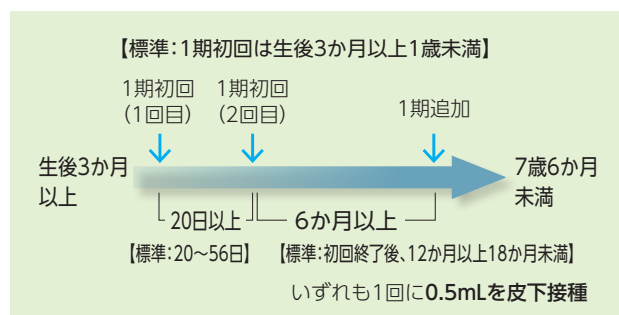 【標準：1期初回は生後3か月以上1歳未満】
1期初回
（1回目）
1期初回
（2回目）
1期追加
生後3か月
以上
7歳6か月
未満
20日以上
6か月以上
【標準：20〜56日】
【標準：初回終了後、12か月以上18か月未満】
いずれも1回に0.5mLを皮下接種